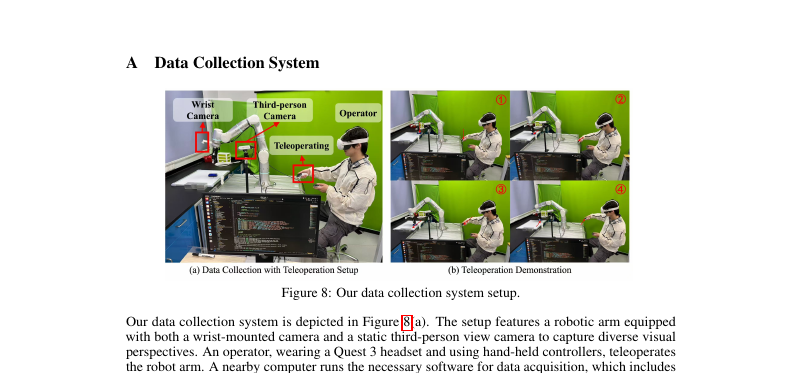 A Data Collection System
Wrist
Camera
Third-person
Camera
Operator
Teleoperating
①
②
③
④
(a) Data Collection with Teleoperation Setup
(b) Teleoperation Demonstration
Figure 8: Our data collection system setup.
Our data collection system is depicted in Figure 8(a). The setup features a robotic arm equipped
with both a wrist-mounted camera and a static third-person view camera to capture diverse visual
perspectives. An operator, wearing a Quest 3 headset and using hand-held controllers, teleoperates
the robot arm. A nearby computer runs the necessary software for data acquisition, which includes